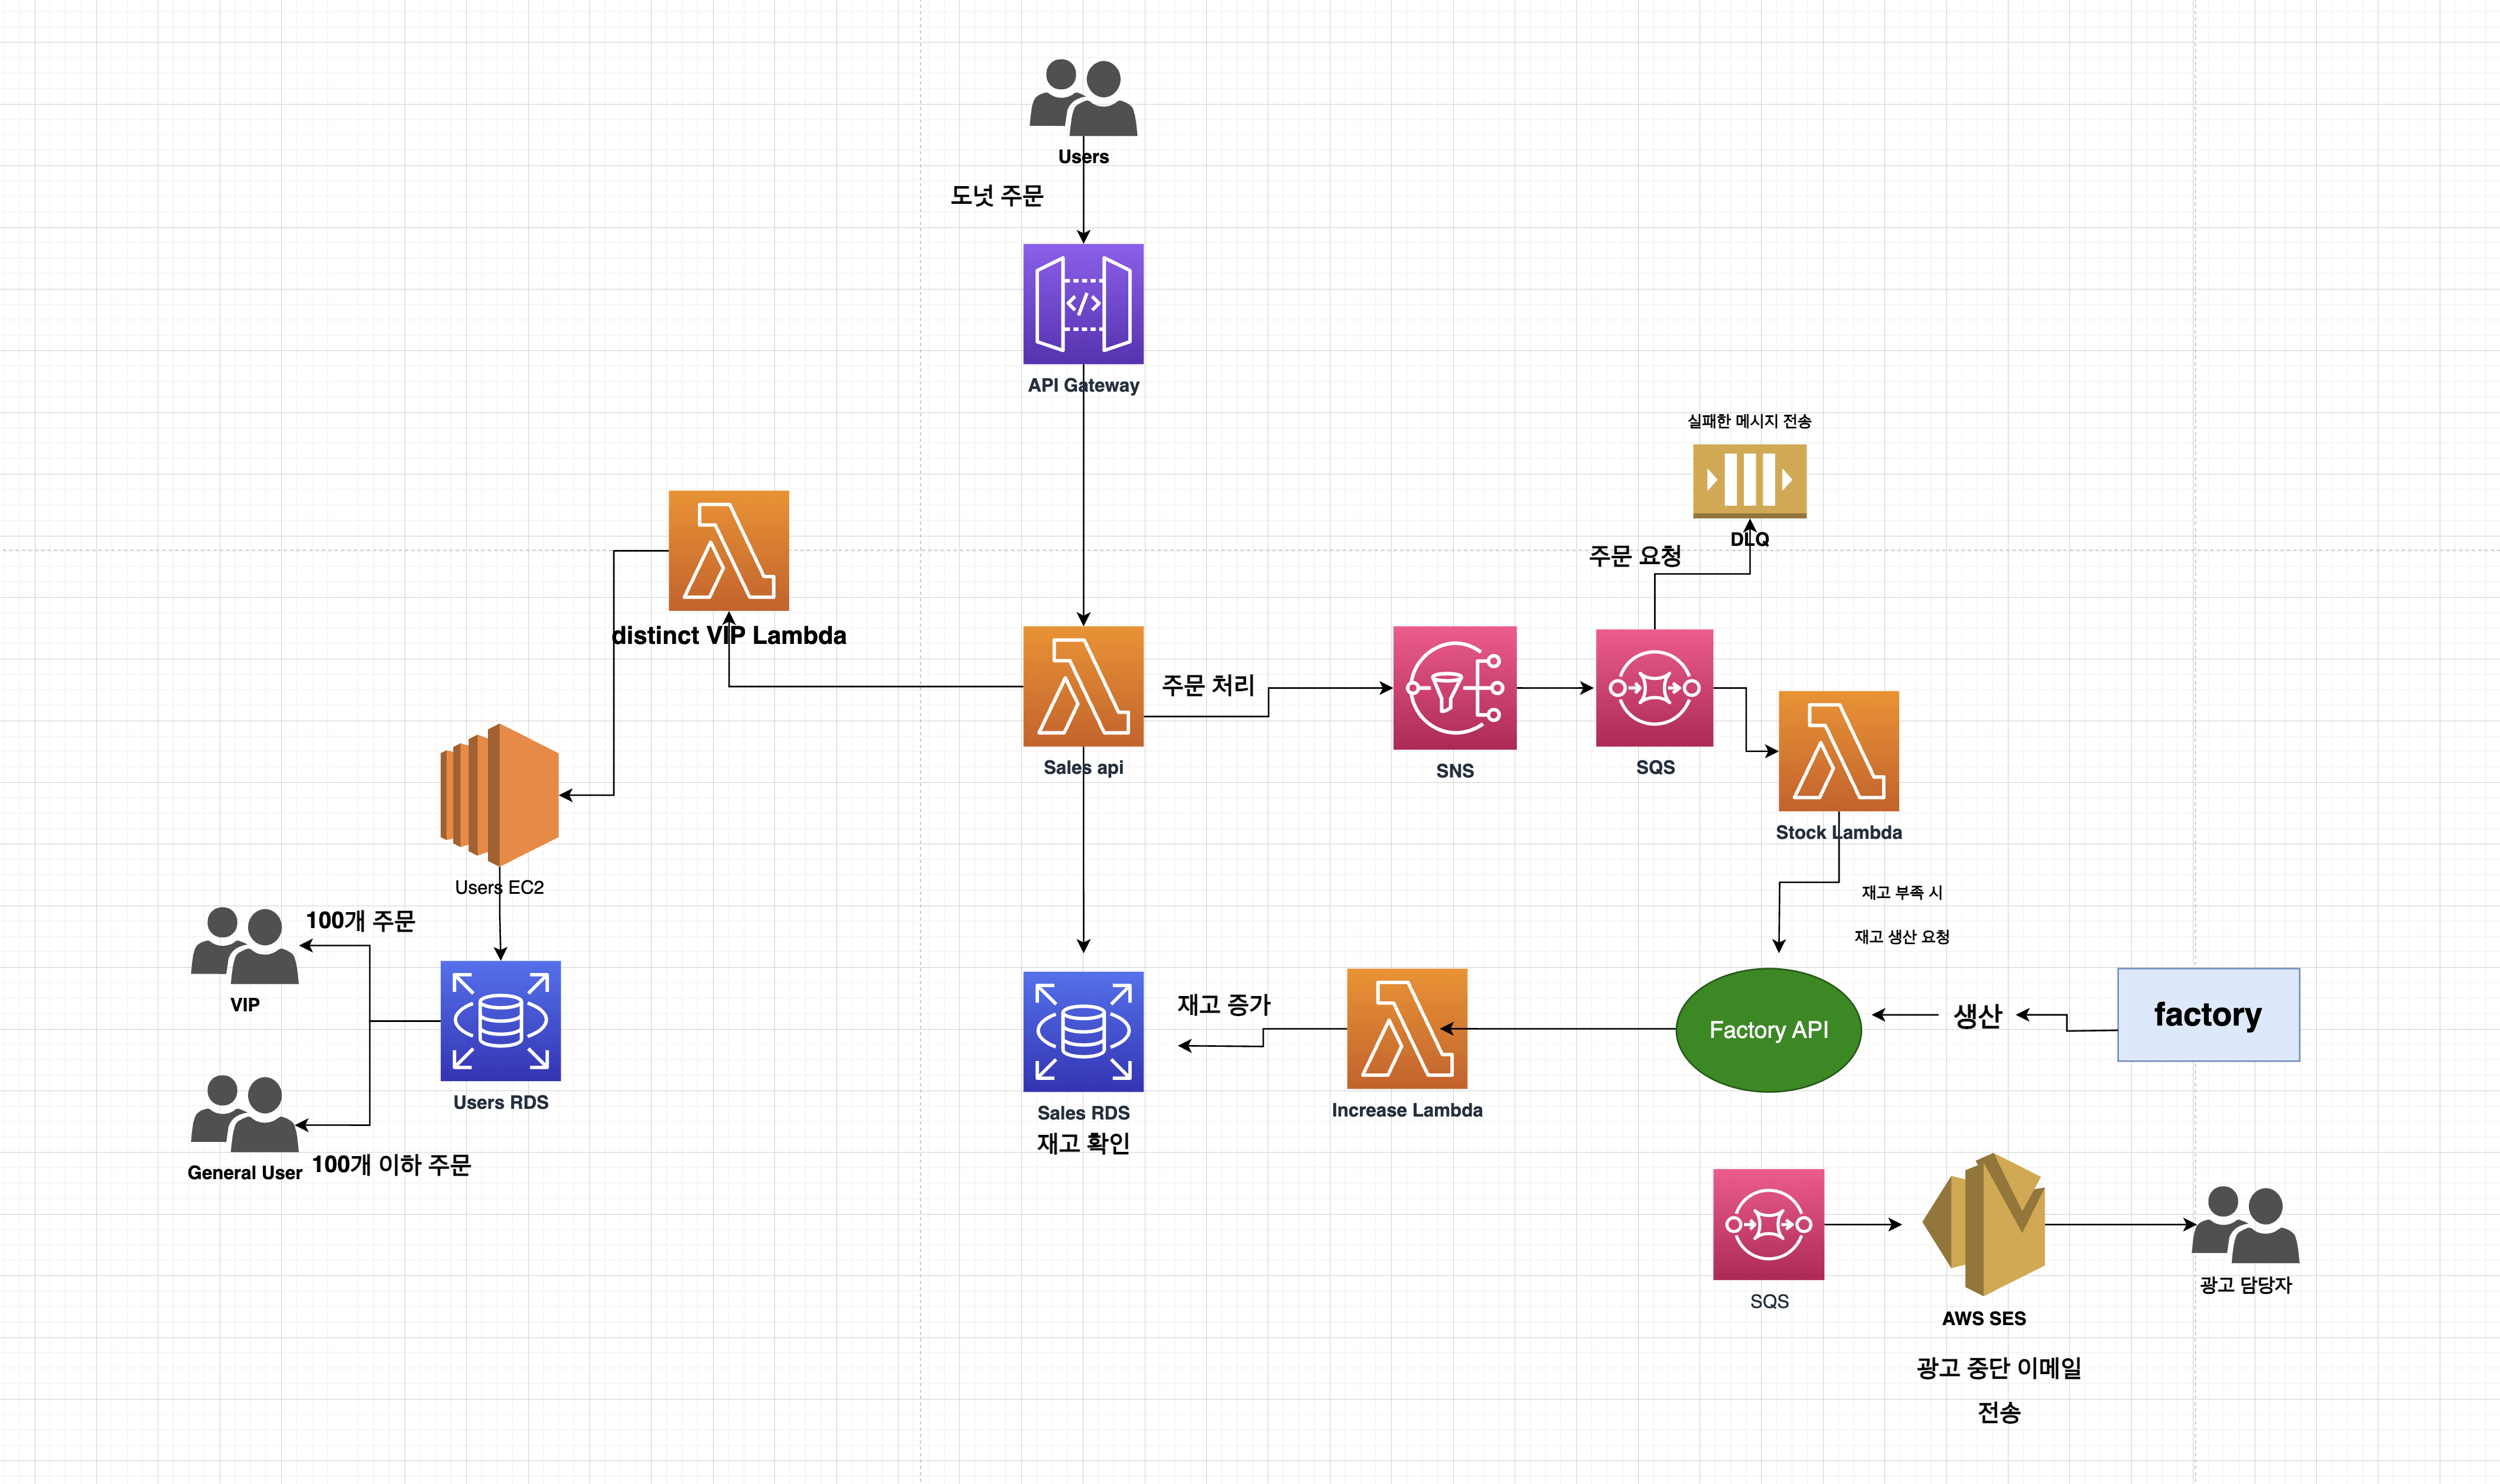 Users
도넛 주문
API Gateway
실패한 메시지 전송
DLQ
주문 요청
distinct VIP Lambda
주문 처리
Sales api
SNS
SQS
Stock Lambda
Users EC2
재고 부족 시
재고 생산 요청
100개 주문
VIP
Users RDS
General User
100개 이하 주문
재고 증가
Sales RDS
재고 확인
Increase Lambda
Factory API
생산
factory
SQS
AWS SES
광고 담당자
광고 중단 이메일
전송